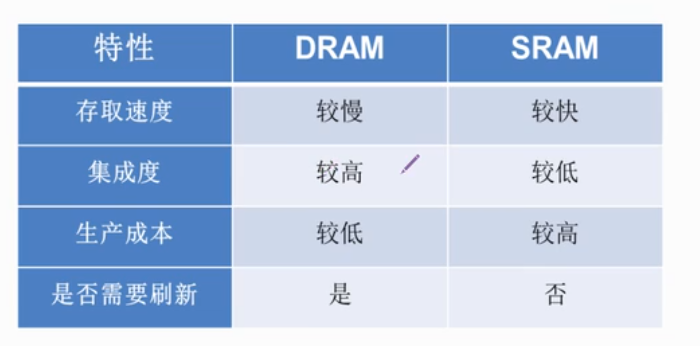 特性 DRAM SRAM
存取速度 较慢 较快
集成度 较高 较低
生产成本 较低 较高
是否需要刷新 是 否